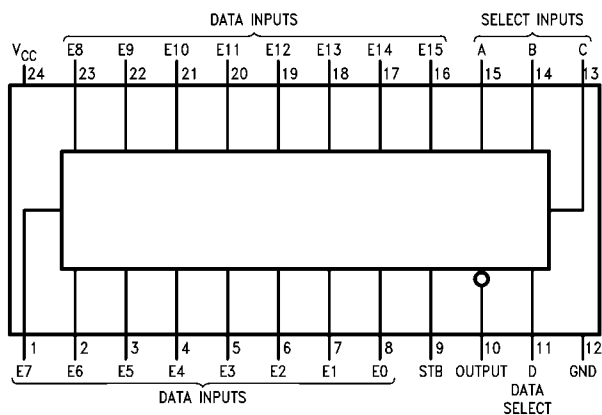 DATA INPUTS SELECT INPUTS
VCC E8 E9 E10 E11 E12 E13 E14 E15 A B C
24 23 22 21 20 19 18 17 16 15 14 13
1 2 3 4 5 6 7 8 9 10 11 12
E7 E6 E5 E4 E3 E2 E1 E0 STB OUTPUT D GND
DATA INPUTS DATA
SELECT